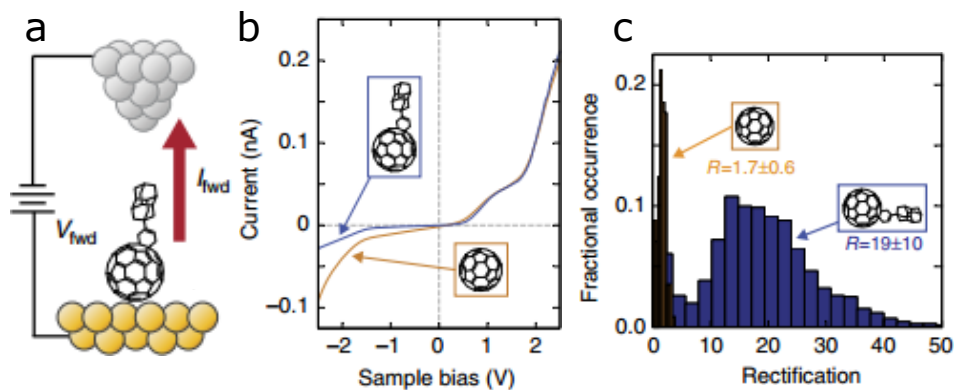 a
V_fwd
I_fwd
b
Current (nA)
0.2
0.1
0
−0.1
−2
−1
0
1
2
Sample bias (V)
c
Fractional occurrence
0.2
0.1
0.0
R=1.7±0.6
R=19±10
0
10
20
30
40
50
Rectification